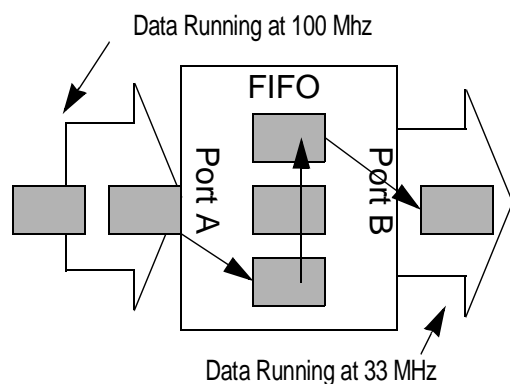 Data Running at 100 Mhz
FIFO
Port A
Port B
Data Running at 33 MHz